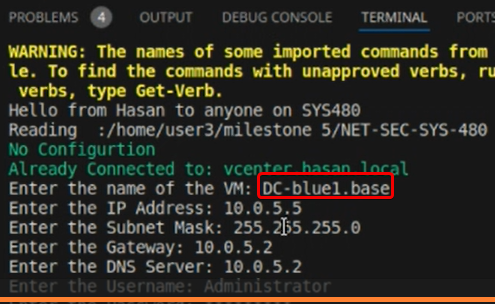 PROBLEMS 4 OUTPUT DEBUG CONSOLE TERMINAL PORTS
WARNING: The names of some imported commands from
le. To find the commands with unapproved verbs, ru
verbs, type Get-Verb.
Hello from Hasan to anyone on SYS480
Reading :/home/user3/milestone 5/NET-SEC-SYS-480
No Configurtion
Already Connected to: vcenter.hasan.local
Enter the name of the VM: DC-blue1.base
Enter the IP Address: 10.0.5.5
Enter the Subnet Mask: 255.255.255.0
Enter the Gateway: 10.0.5.2
Enter the DNS Server: 10.0.5.2
Enter the Username: Administrator